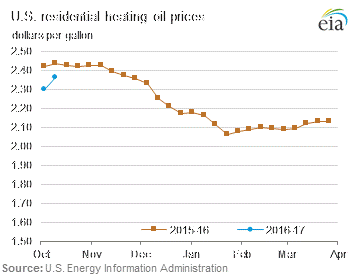 U.S. residential heating oil prices
dollars per gallon
eia
2.50
2.40
2.30
2.20
2.10
2.00
1.90
1.80
1.70
1.60
1.50
Oct Nov Dec Jan Feb Mar Apr
2015-16 2016-17
Source: U.S. Energy Information Administration